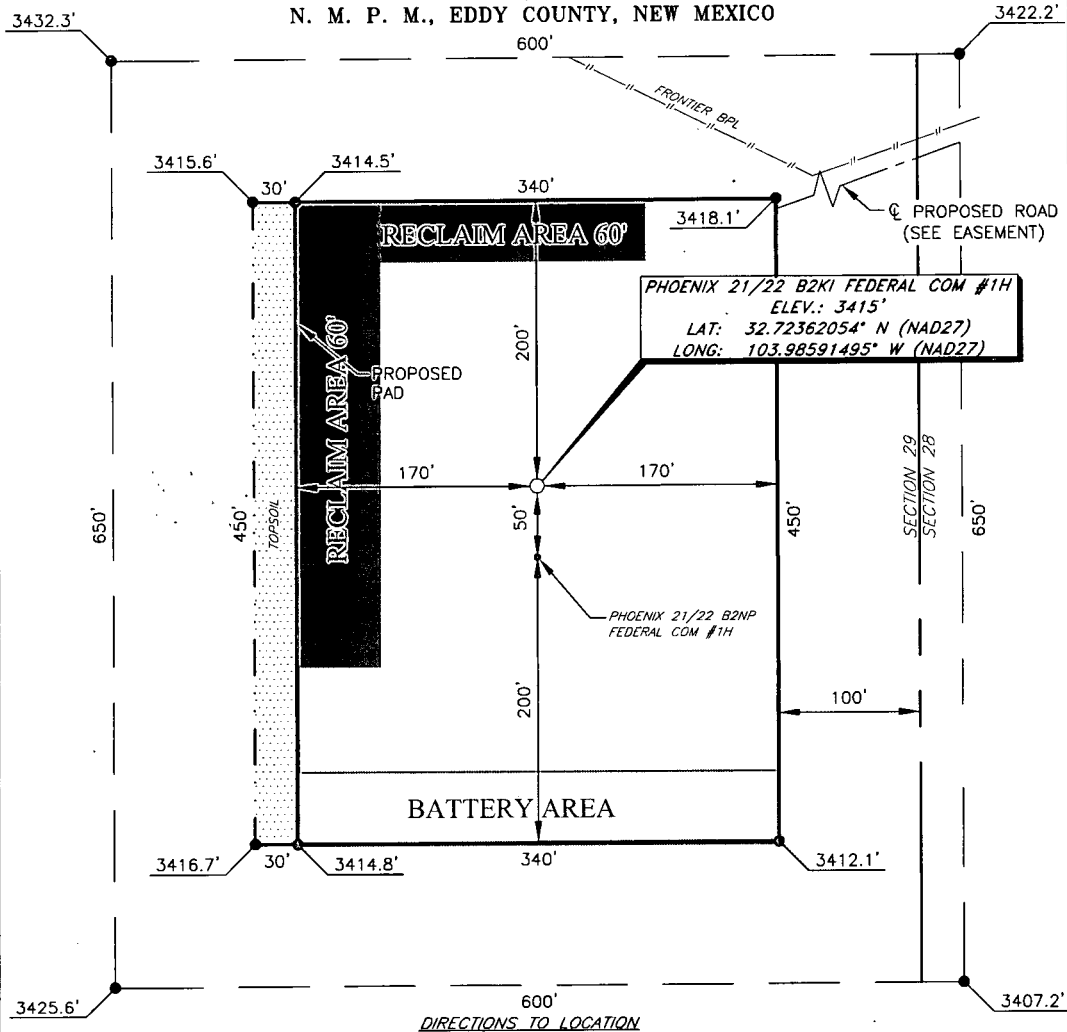 N. M. P. M., EDDY COUNTY, NEW MEXICO
3432.3'
3422.2'
600'
FRONTIER BPL
3415.6'
30'
3414.5'
340'
3418.1'
℄ PROPOSED ROAD
(SEE EASEMENT)
RECLAIM AREA 60'
PHOENIX 21/22 B2KI FEDERAL COM #1H
ELEV.: 3415'
LAT: 32.72362054° N (NAD27)
LONG: 103.98591495° W (NAD27)
200'
RECLAIM AREA 60'
PROPOSED
PAD
170'
170'
650'
450'
TOPSOIL
50'
450'
SECTION 29
SECTION 28
650'
PHOENIX 21/22 B2NP
FEDERAL COM #1H
200'
100'
BATTERY AREA
3416.7'
30'
3414.8'
340'
3412.1'
3425.6'
600'
3407.2'
DIRECTIONS TO LOCATION